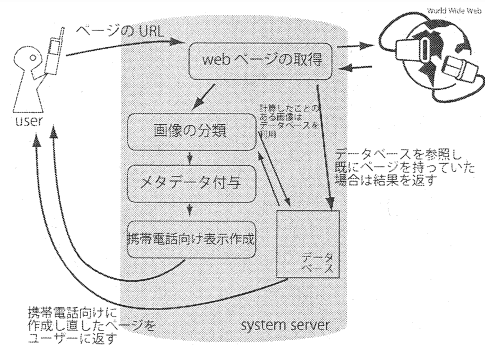 World Wide Web
ページの URL
webページの取得
user
計算したことの
ある画像は
データベースを
利用
画像の分類
データベースを参照し
既にページを持っていた
場合は結果を返す
メタデータ付与
携帯電話向け表示作成
データ
ベース
携帯電話向けに
作成し直したページを
ユーザーに返す
system server